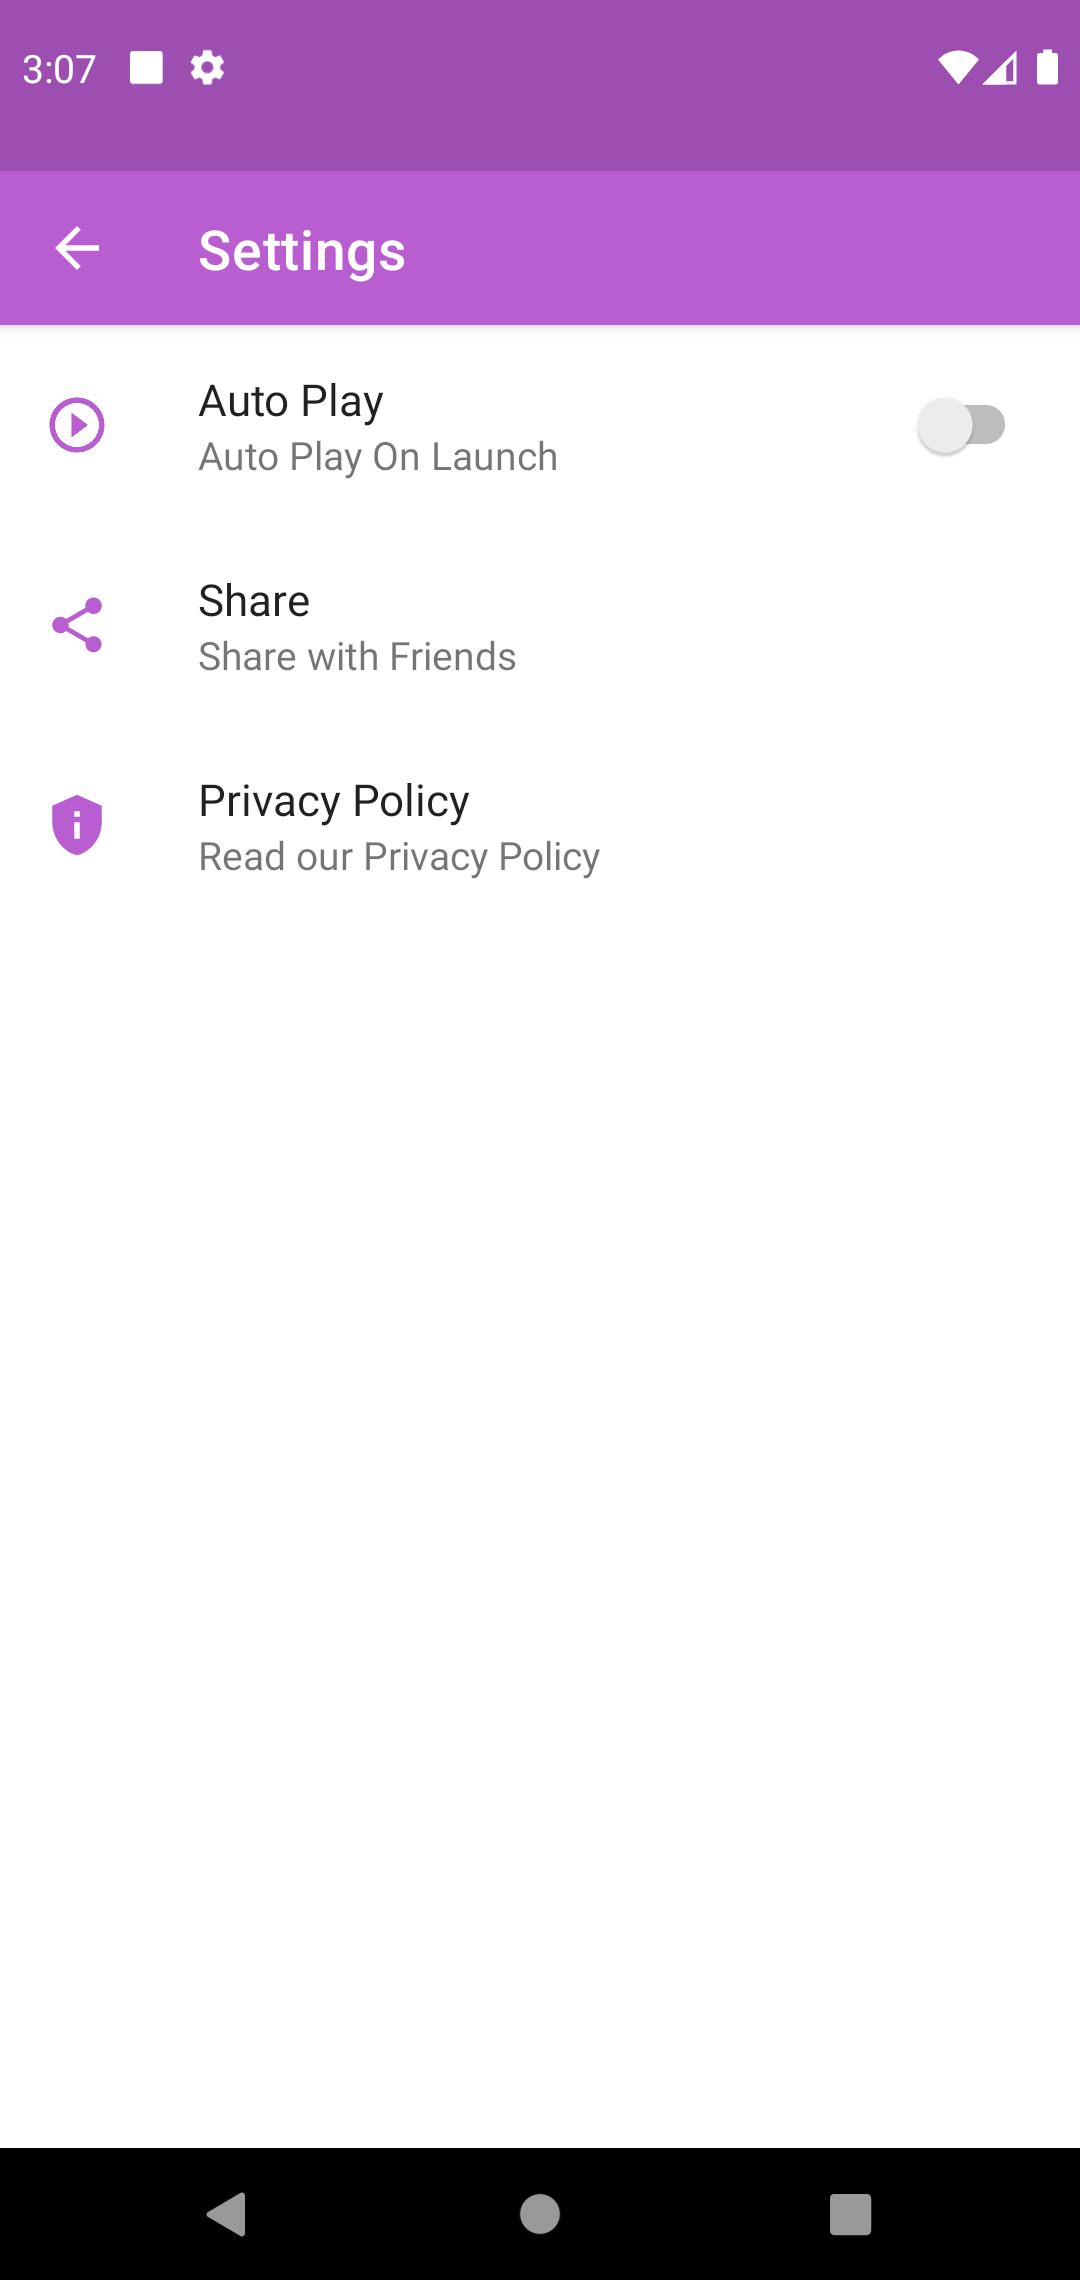 3:07
Settings
Auto Play
Auto Play On Launch
Share
Share with Friends
Privacy Policy
Read our Privacy Policy